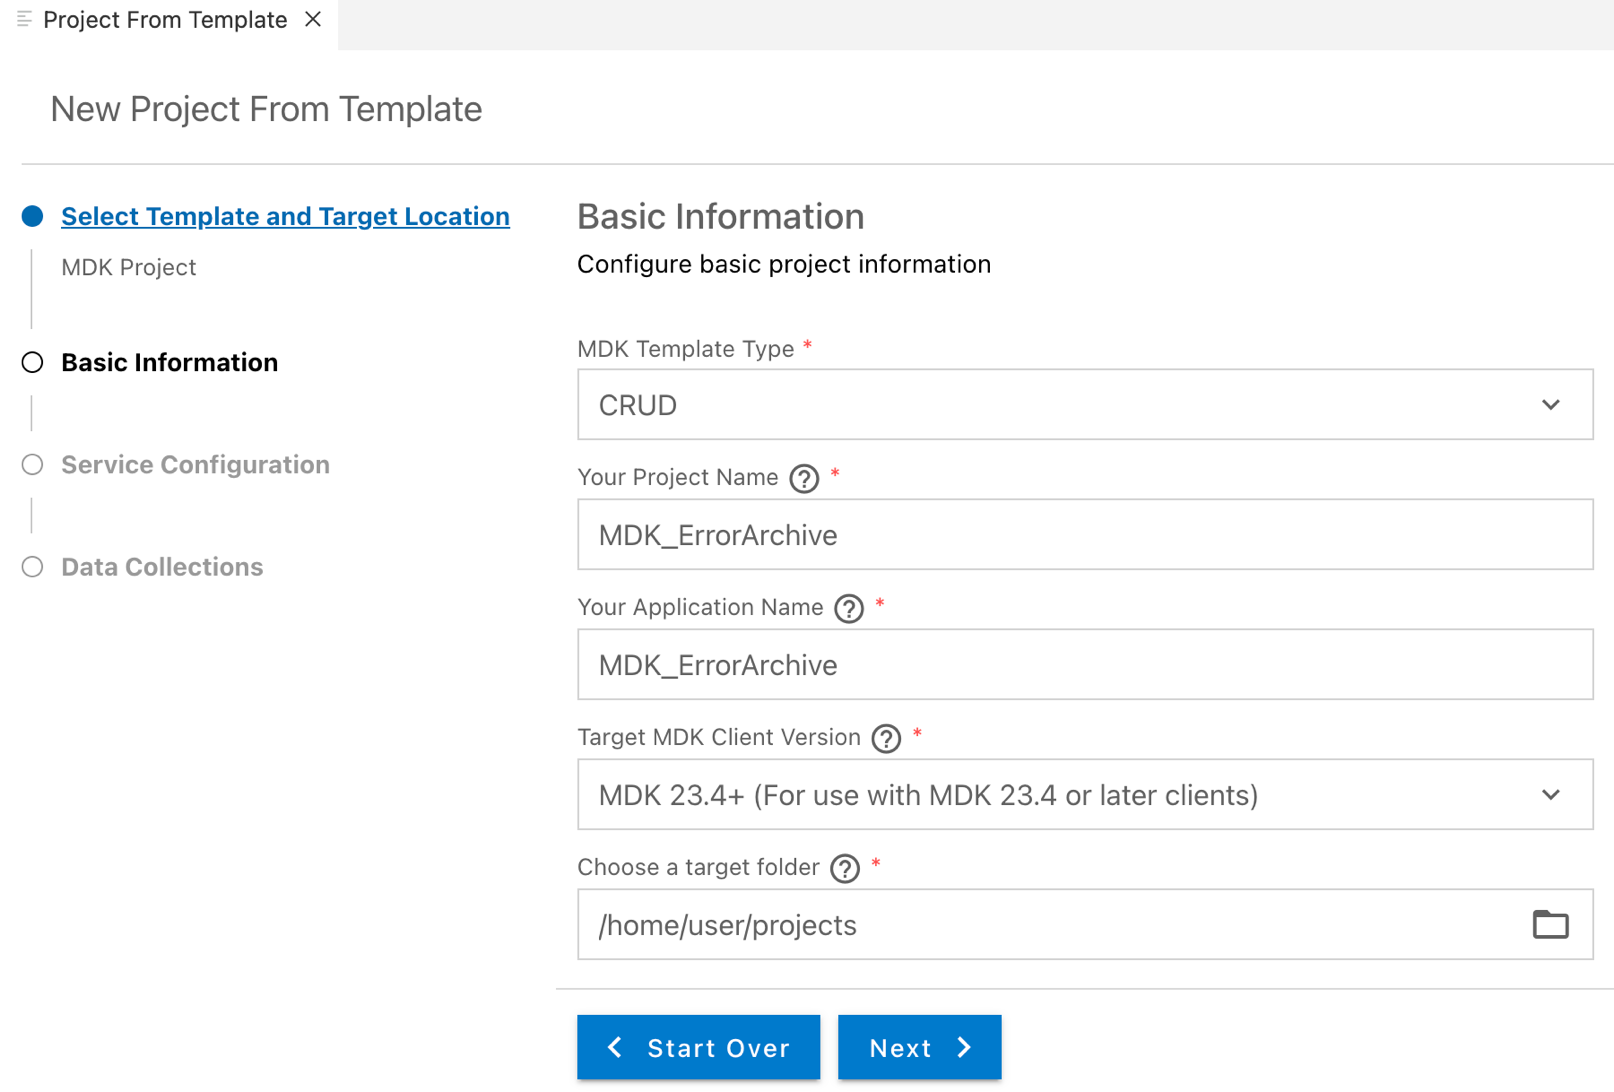 Project From Template
New Project From Template
Select Template and Target Location
MDK Project
Basic Information
Service Configuration
Data Collections
Basic Information
Configure basic project information
MDK Template Type *
CRUD
Your Project Name ? *
MDK_ErrorArchive
Your Application Name ? *
MDK_ErrorArchive
Target MDK Client Version ? *
MDK 23.4+ (For use with MDK 23.4 or later clients)
Choose a target folder ? *
/home/user/projects
Start Over
Next